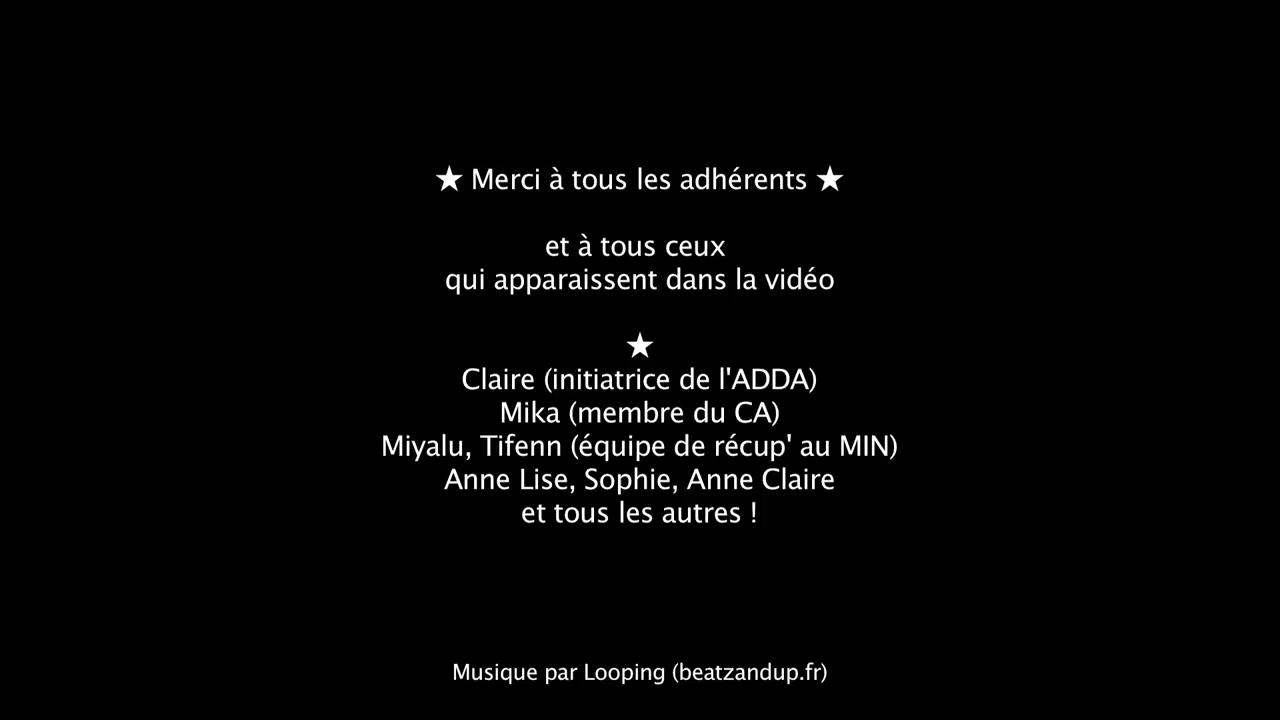 ★ Merci à tous les adhérents ★
et à tous ceux
qui apparaissent dans la vidéo
★
Claire (initiatrice de l'ADDA)
Mika (membre du CA)
Miyalu, Tifenn (équipe de récup' au MIN)
Anne Lise, Sophie, Anne Claire
et tous les autres !
Musique par Looping (beatzandup.fr)